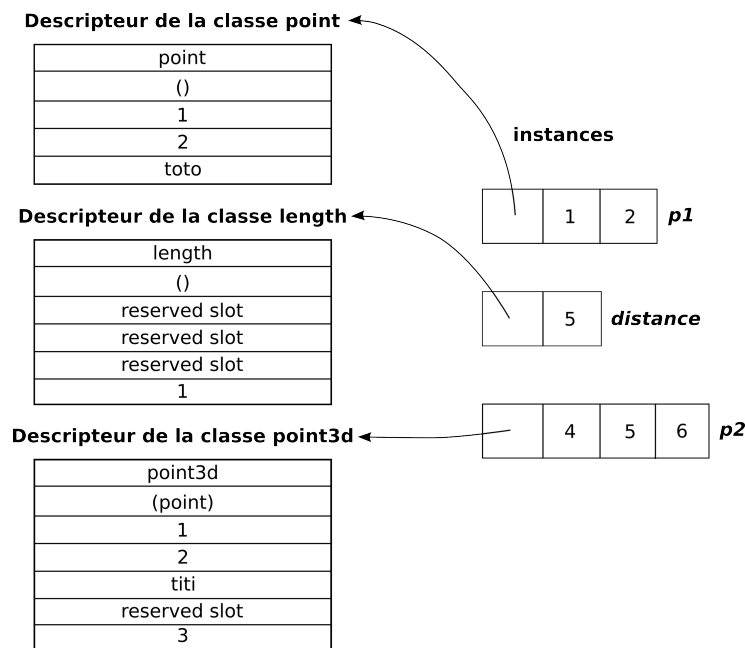 Descripteur de la classe point
point
()
1
2
toto
instances
1 2 p1
Descripteur de la classe length
length
()
reserved slot
reserved slot
reserved slot
1
5 distance
Descripteur de la classe point3d
point3d
(point)
1
2
titi
reserved slot
3
4 5 6 p2